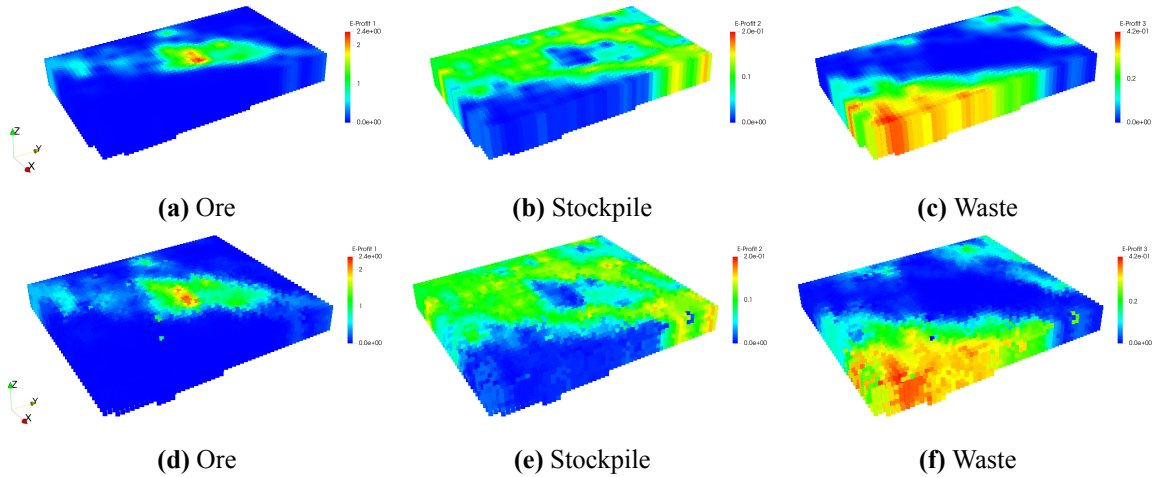 E-Profit 1
2.4e+00
2
1
0.0e+00
Z
Y
X
(a) Ore
E-Profit 2
2.0e-01
0.1
0.0e+00
(b) Stockpile
E-Profit 3
4.2e-01
0.2
0.0e+00
(c) Waste
E-Profit 1
2.4e+00
2
1
0.0e+00
Z
Y
X
(d) Ore
E-Profit 2
2.0e-01
0.1
0.0e+00
(e) Stockpile
E-Profit 3
4.2e-01
0.2
0.0e+00
(f) Waste